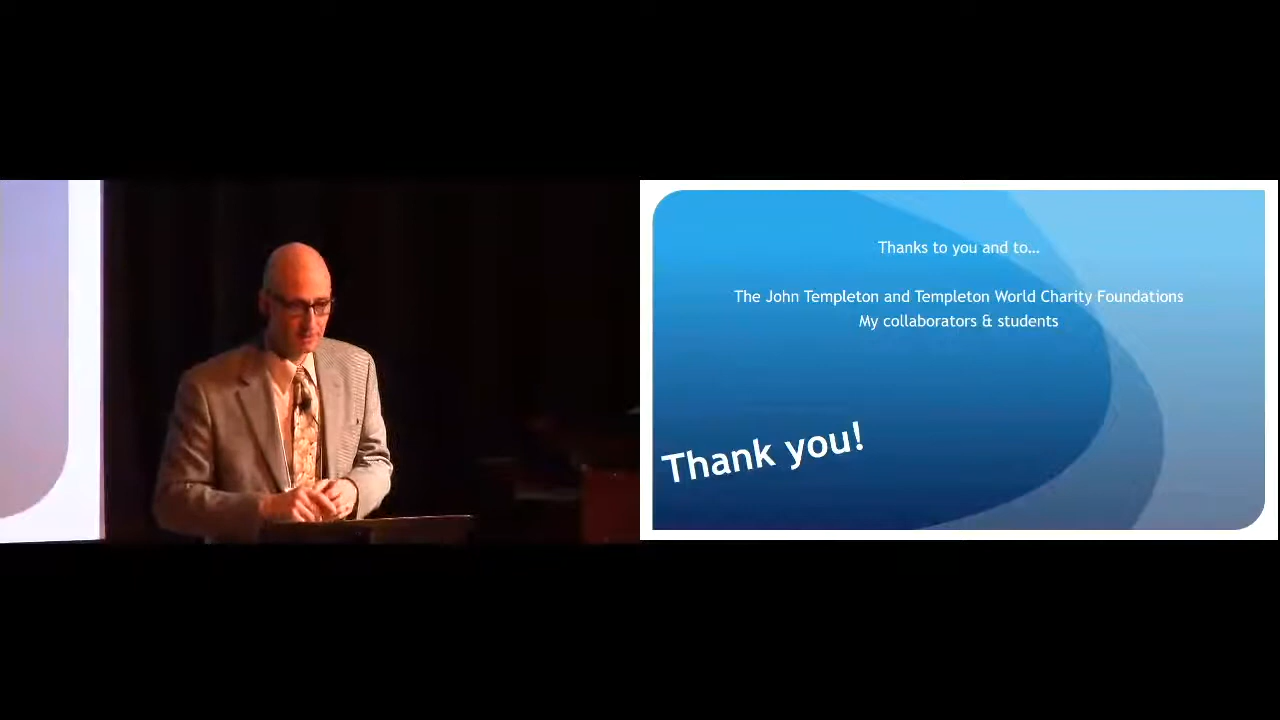 Thanks to you and to…
The John Templeton and Templeton World Charity Foundations
My collaborators & students
Thank you!